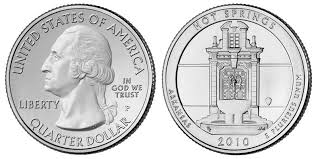 UNITED STATES OF AMERICA
LIBERTY
IN
GOD WE
TRUST
P
QUARTER DOLLAR
HOT SPRINGS
ARKANSAS
2010
E PLURIBUS UNUM